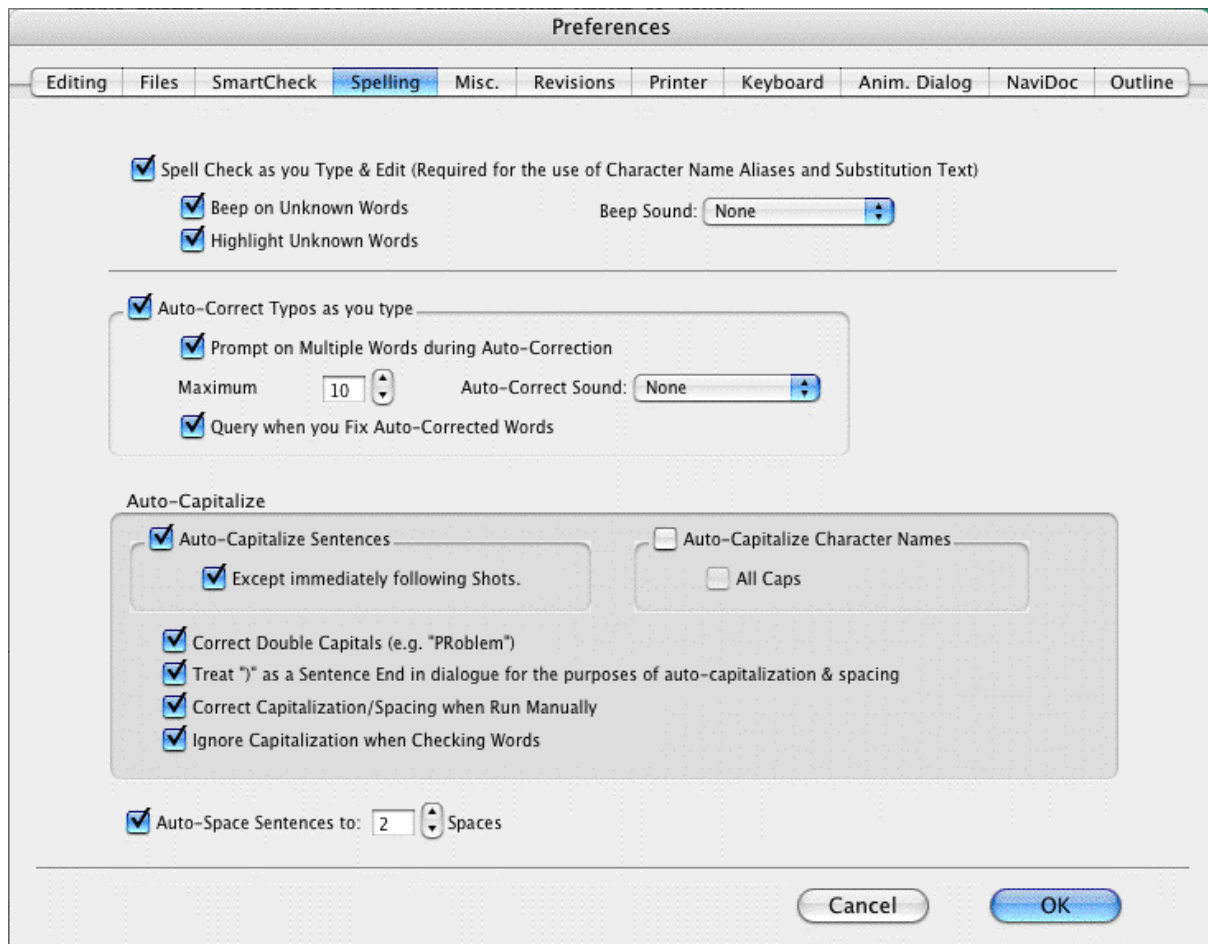 Preferences
Editing Files SmartCheck Spelling Misc. Revisions Printer Keyboard Anim. Dialog NaviDoc Outline
Spell Check as you Type & Edit (Required for the use of Character Name Aliases and Substitution Text)
Beep on Unknown Words Beep Sound: None
Highlight Unknown Words
Auto-Correct Typos as you type
Prompt on Multiple Words during Auto-Correction
Maximum 10 Auto-Correct Sound: None
Query when you Fix Auto-Corrected Words
Auto-Capitalize
Auto-Capitalize Sentences Auto-Capitalize Character Names
Except immediately following Shots. All Caps
Correct Double Capitals (e.g. "PRoblem")
Treat ")" as a Sentence End in dialogue for the purposes of auto-capitalization & spacing
Correct Capitalization/Spacing when Run Manually
Ignore Capitalization when Checking Words
Auto-Space Sentences to: 2 Spaces
Cancel OK